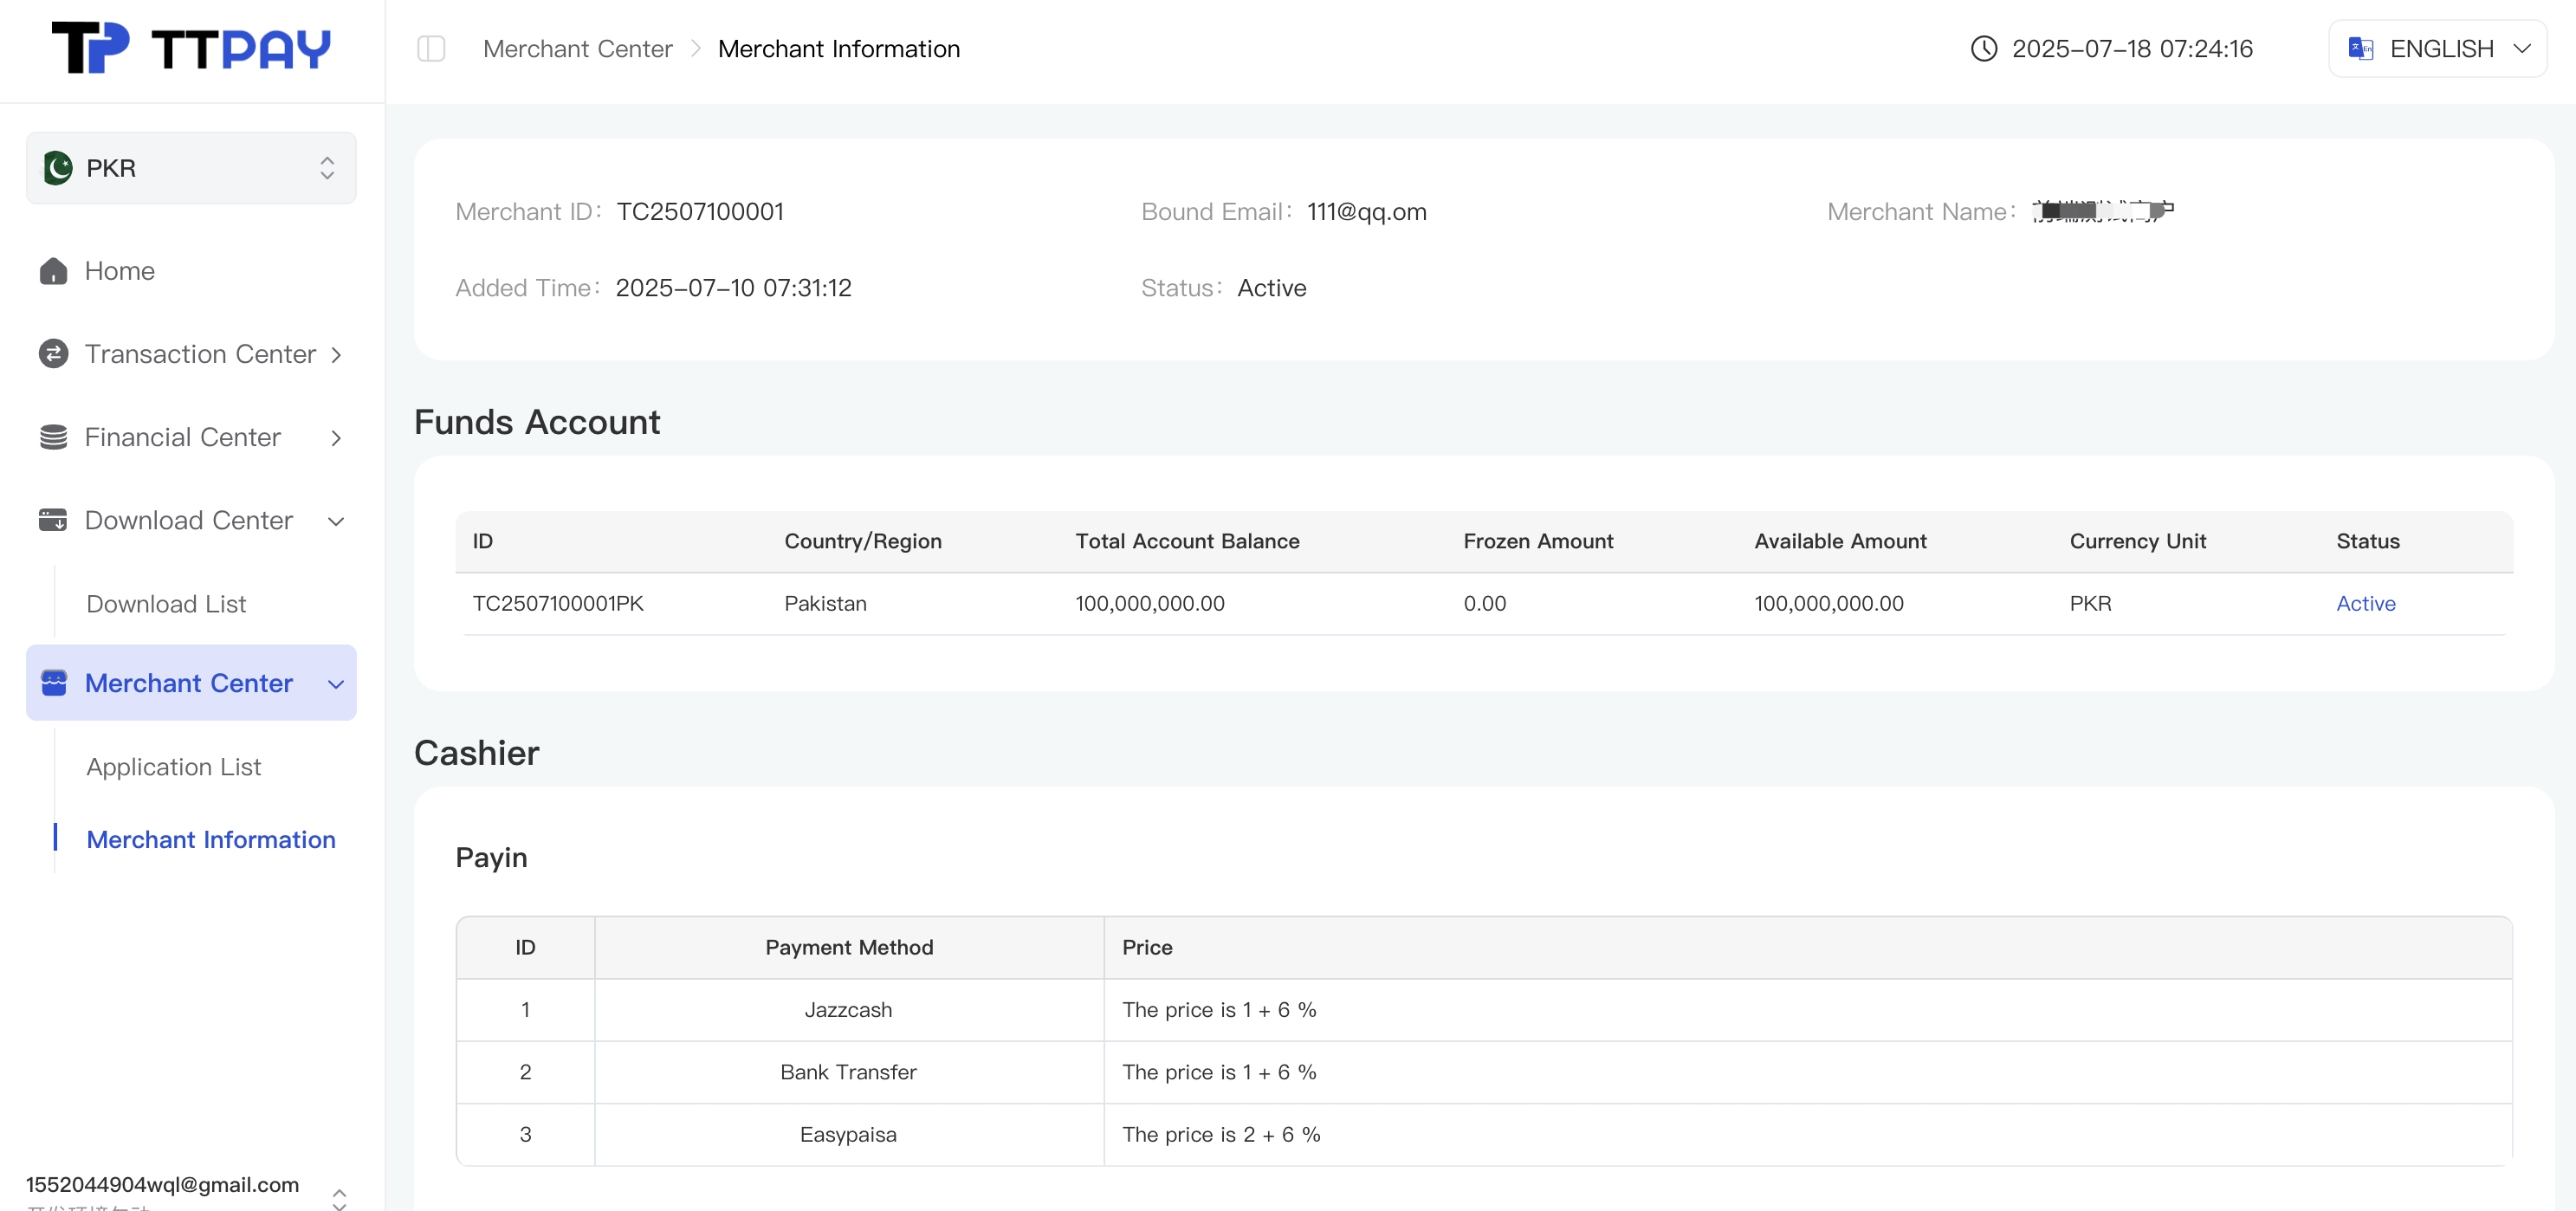 TP TTPAY
Merchant Center > Merchant Information
2025-07-18 07:24:16
ENGLISH
PKR
Home
Transaction Center
Financial Center
Download Center
Download List
Merchant Center
Application List
Merchant Information
1552044904wql@gmail.com
Merchant ID: TC2507100001
Bound Email: 111@qq.om
Merchant Name:
Added Time: 2025-07-10 07:31:12
Status: Active
Funds Account
ID Country/Region Total Account Balance Frozen Amount Available Amount Currency Unit Status
TC2507100001PK Pakistan 100,000,000.00 0.00 100,000,000.00 PKR Active
Cashier
Payin
ID Payment Method Price
1 Jazzcash The price is 1 + 6 %
2 Bank Transfer The price is 1 + 6 %
3 Easypaisa The price is 2 + 6 %